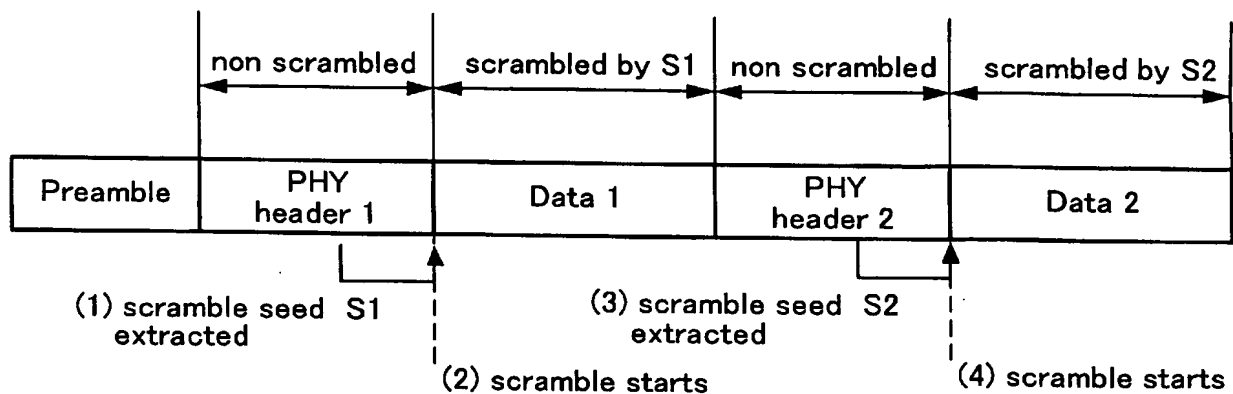 non scrambled
scrambled by S1
non scrambled
scrambled by S2
Preamble
PHY
header 1
Data 1
PHY
header 2
Data 2
(1) scramble seed S1
extracted
(2) scramble starts
(3) scramble seed S2
extracted
(4) scramble starts